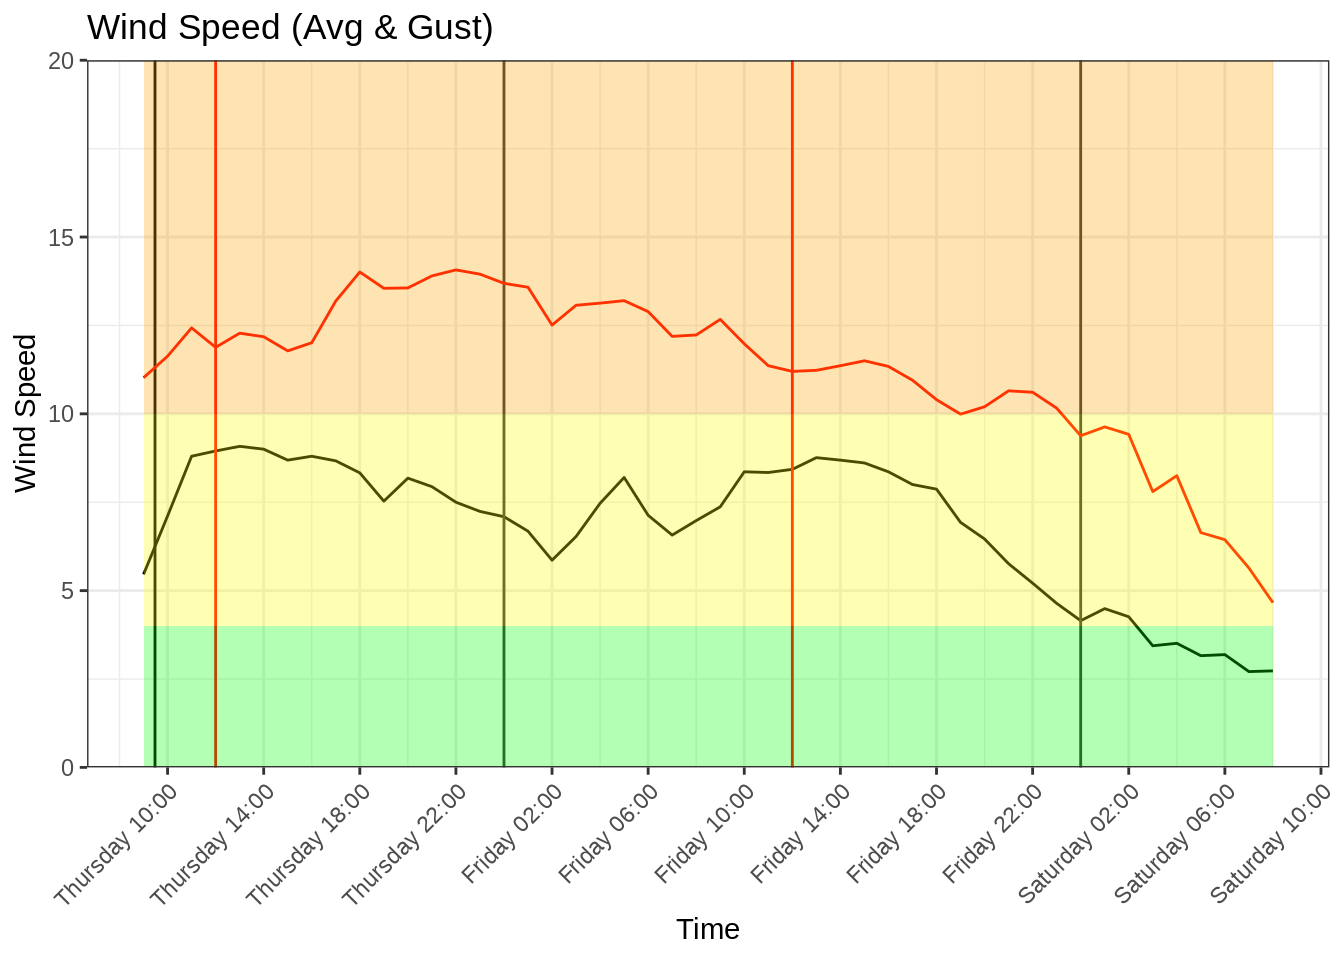 Wind Speed (Avg & Gust)
20
15
10
5
0
Wind Speed
Thursday 10:00
Thursday 14:00
Thursday 18:00
Thursday 22:00
Friday 02:00
Friday 06:00
Friday 10:00
Friday 14:00
Friday 18:00
Friday 22:00
Saturday 02:00
Saturday 06:00
Saturday 10:00
Time